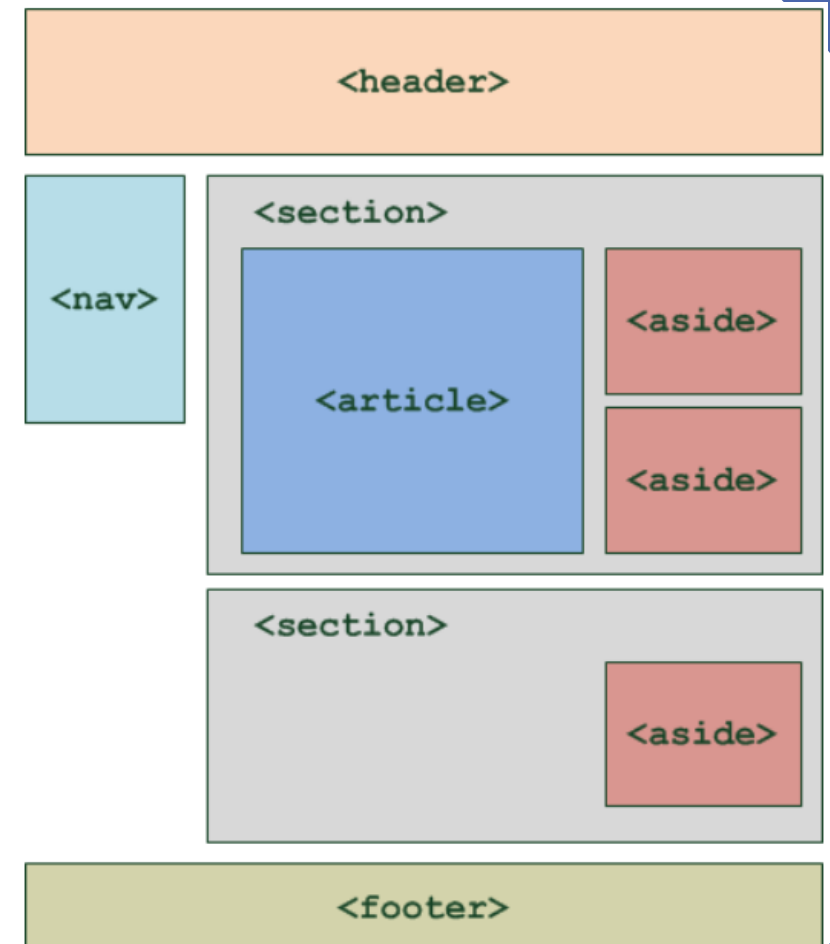 <header>
<nav>
<section>
<article>
<aside>
<aside>
<section>
<aside>
<footer>